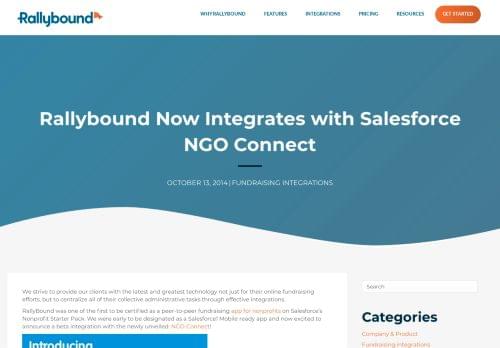 Rallybound
WHY RALLYBOUND
FEATURES
INTEGRATIONS
PRICING
RESOURCES
GET STARTED
Rallybound Now Integrates with Salesforce
NGO Connect
OCTOBER 13, 2014 | FUNDRAISING INTEGRATIONS
We strive to provide our clients with the latest and greatest technology not just for their online fundraising
efforts, but to centralize all of their collective administrative tasks through effective integrations.
RallyBound was one of the first to be certified as a peer-to-peer fundraising app for nonprofits on Salesforce's
Nonprofit Starter Pack. We were early to be designated as a Salesforce1 Mobile ready app and now excited to
announce a beta integration with the newly unveiled: NGO Connect!
Introducing
Search
Categories
Company & Product
Fundraising Integrations